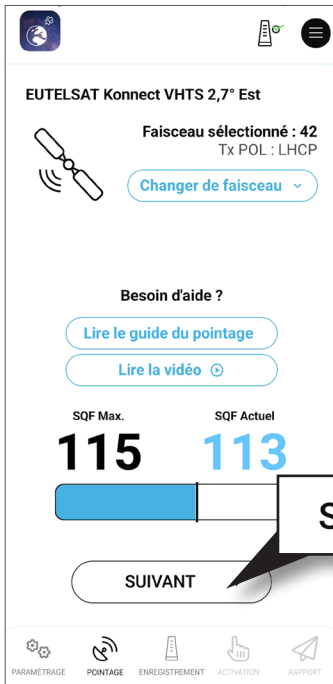 EUTELSAT Konnect VHTS 2,7° Est
Faisceau sélectionné : 42
Tx POL : LHCP
Changer de faisceau
Besoin d'aide ?
Lire le guide du pointage
Lire la vidéo
SQF Max.
SQF Actuel
115
113
S
SUIVANT
PARAMÉTRAGE
POINTAGE
ENREGISTREMENT
ACTIVATION
RAPPORT